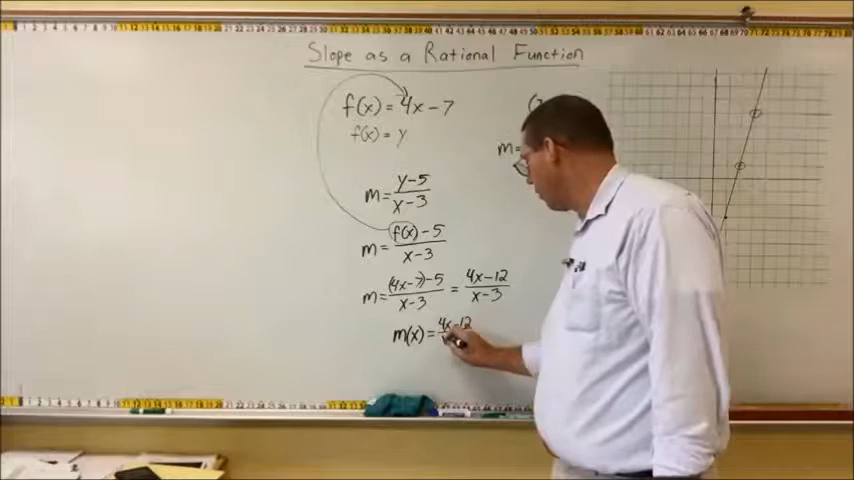 Slope as a Rational Function
f(x) = 4x - 7
f(x) = y
m = y-5 / x-3
m = f(x)-5 / x-3
m = (4x-7)-5 / x-3 = 4x-12 / x-3
m(x) = 4x-12
m =